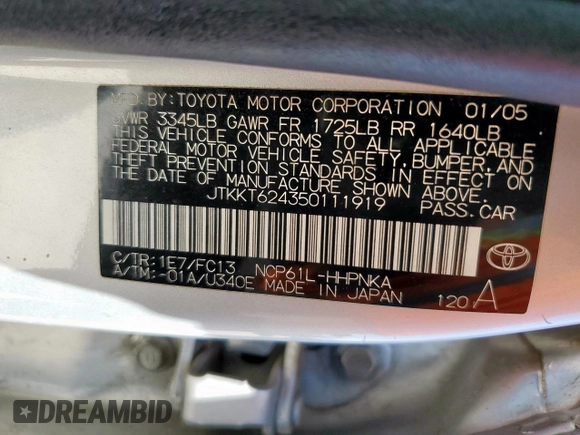 MFD.BY:TOYOTA MOTOR CORPORATION 01/05
GVWR 3345LB GAWR FR 1725LB RR 1640LB
THIS VEHICLE CONFORMS TO ALL APPLICABLE
FEDERAL MOTOR VEHICLE SAFETY, BUMPER, AND
THEFT PREVENTION STANDARDS IN EFFECT ON
THE DATE OF MANUFACTURE SHOWN ABOVE.
JTKKT624350111919 PASS.CAR
C/TR:1E7/FC13 NCP61L-HHPNKA
A/TM:-01A/U340E MADE IN JAPAN 120 A
TOYOTA
DREAMBID